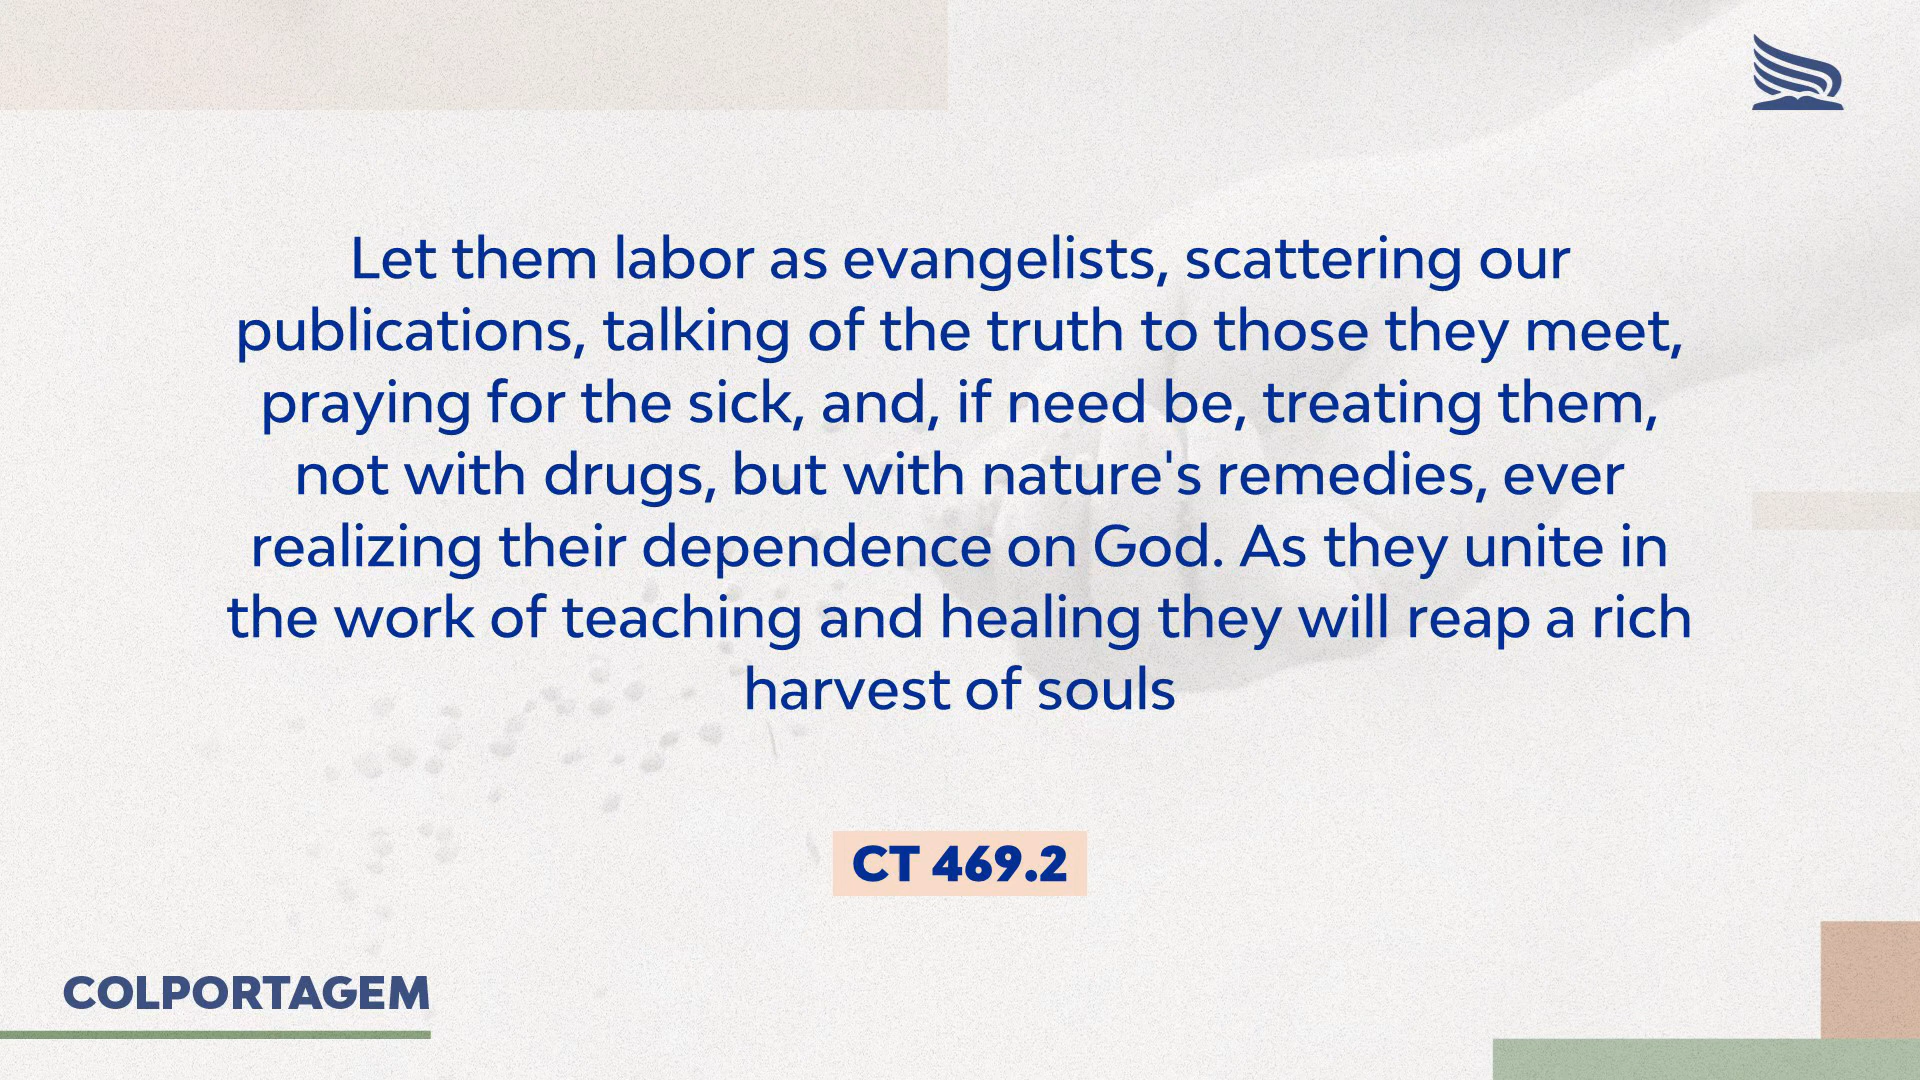 Let them labor as evangelists, scattering our
publications, talking of the truth to those they meet,
praying for the sick, and, if need be, treating them,
not with drugs, but with nature's remedies, ever
realizing their dependence on God. As they unite in
the work of teaching and healing they will reap a rich
harvest of souls
CT 469.2
COLPORTAGEM